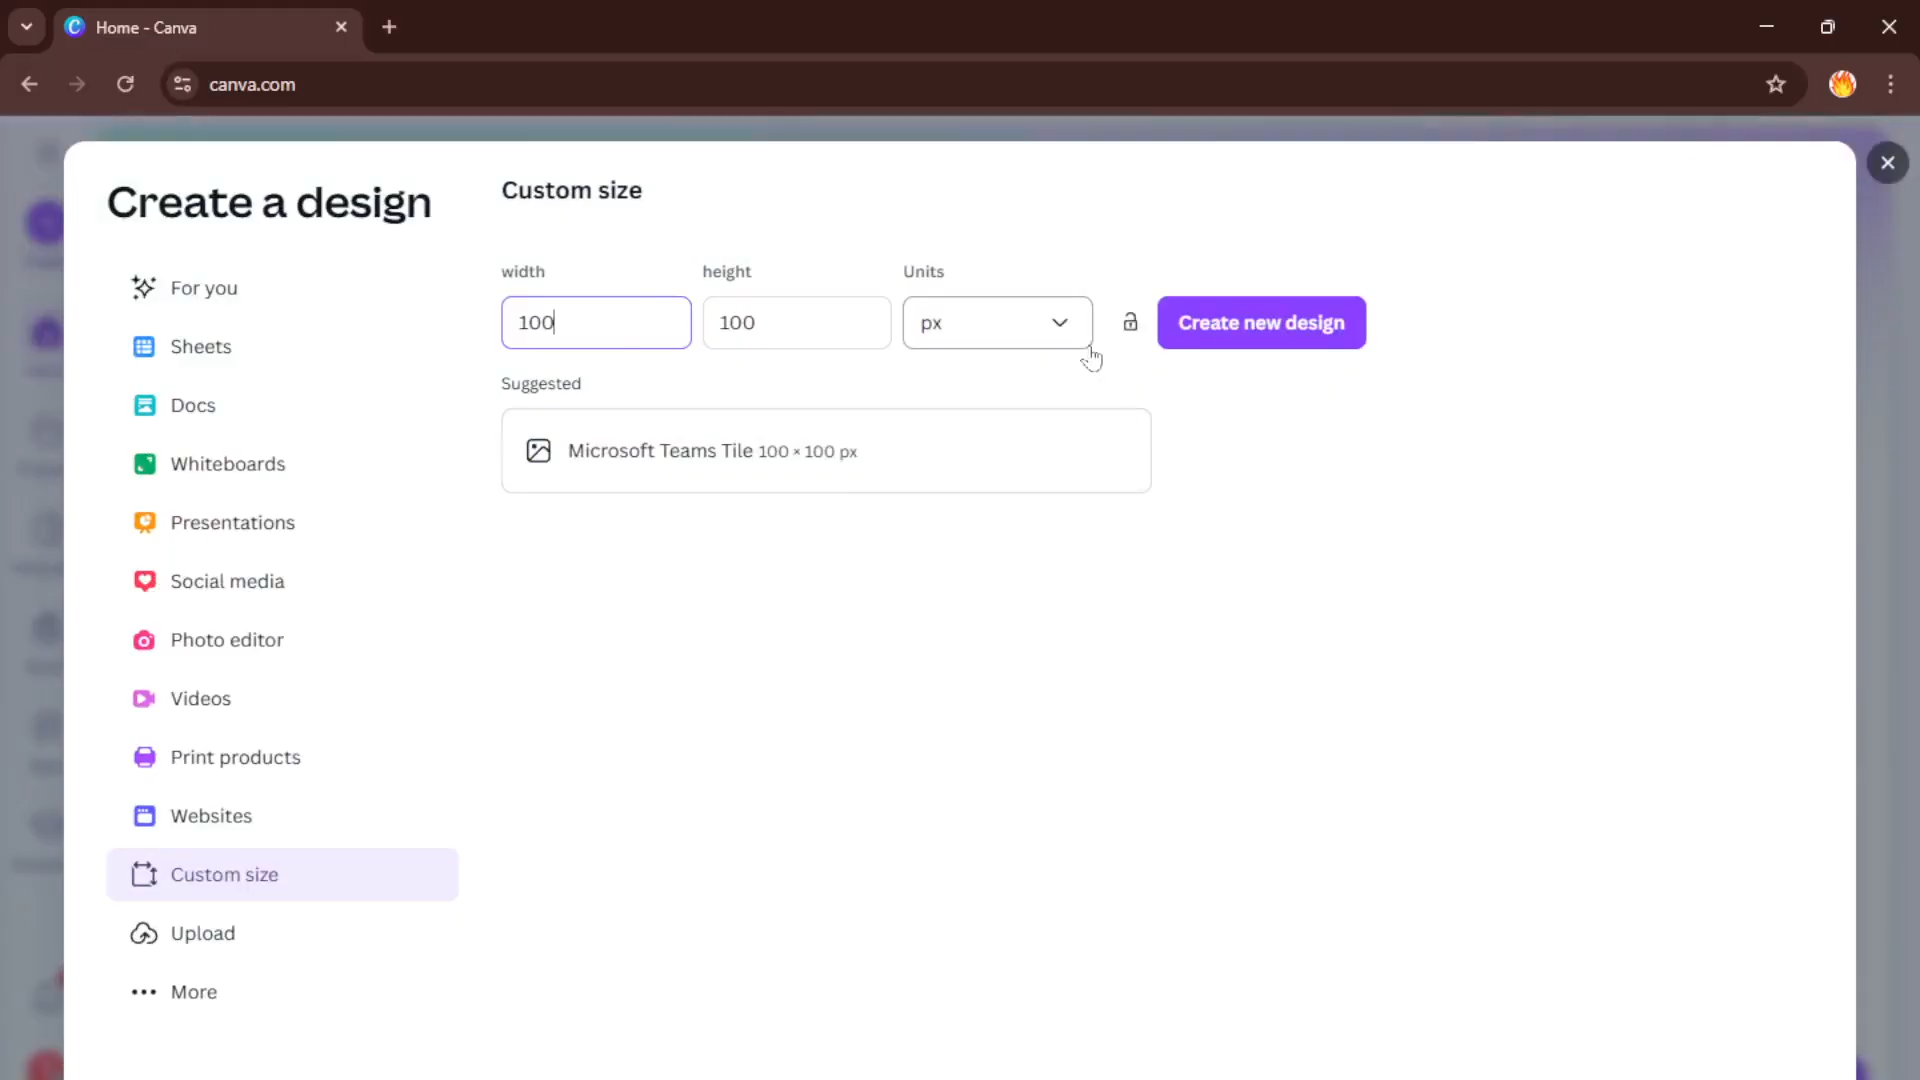 Home - Canva
canva.com
Create a design
For you
Sheets
Docs
Whiteboards
Presentations
Social media
Photo editor
Videos
Print products
Websites
Custom size
Upload
More
Custom size
width height Units
100 100 px Create new design
Suggested
Microsoft Teams Tile 100 × 100 px